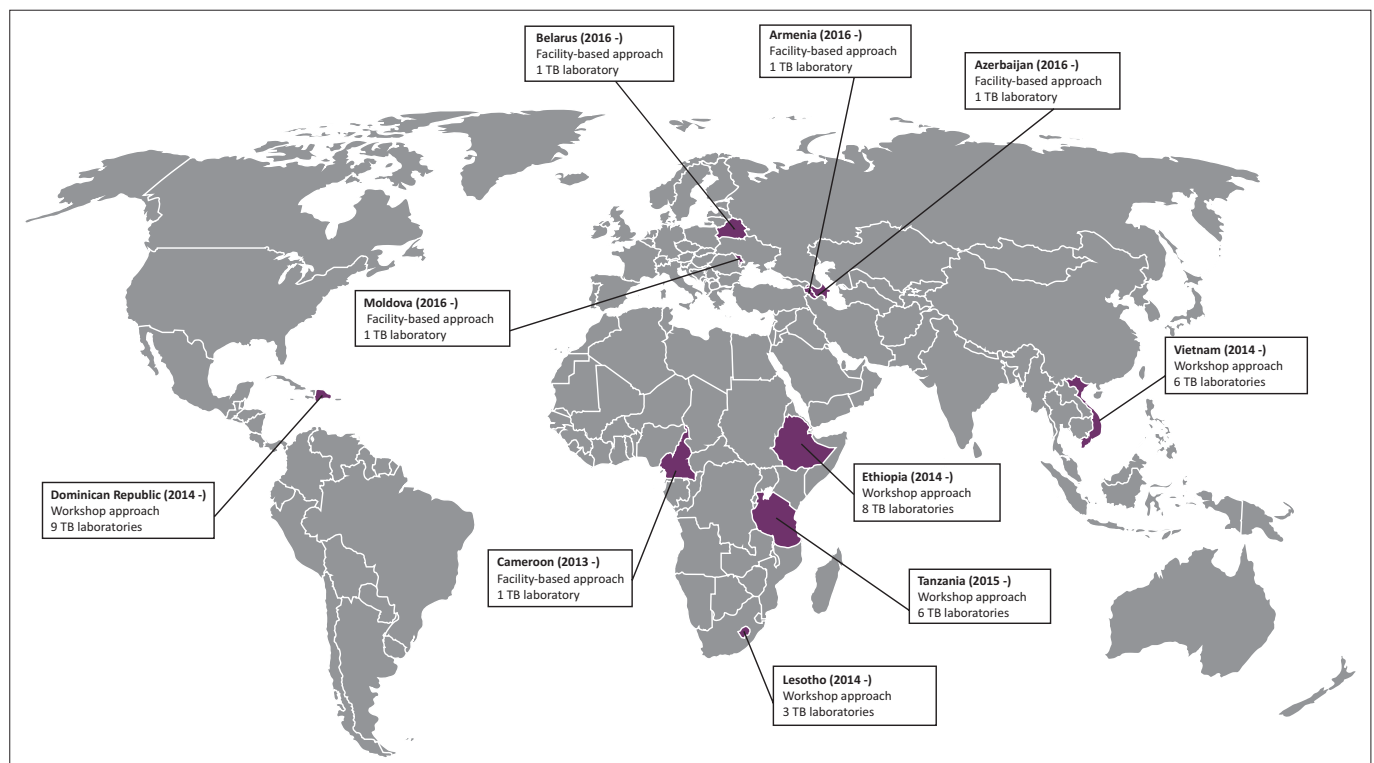 Belarus (2016 -)
Facility-based approach
1 TB laboratory
Armenia (2016 -)
Facility-based approach
1 TB laboratory
Azerbaijan (2016 -)
Facility-based approach
1 TB laboratory
Moldova (2016 -)
Facility-based approach
1 TB laboratory
Vietnam (2014 -)
Workshop approach
6 TB laboratories
Dominican Republic (2014 -)
Workshop approach
9 TB laboratories
Ethiopia (2014 -)
Workshop approach
8 TB laboratories
Cameroon (2013 -)
Facility-based approach
1 TB laboratory
Tanzania (2015 -)
Workshop approach
6 TB laboratories
Lesotho (2014 -)
Workshop approach
3 TB laboratories